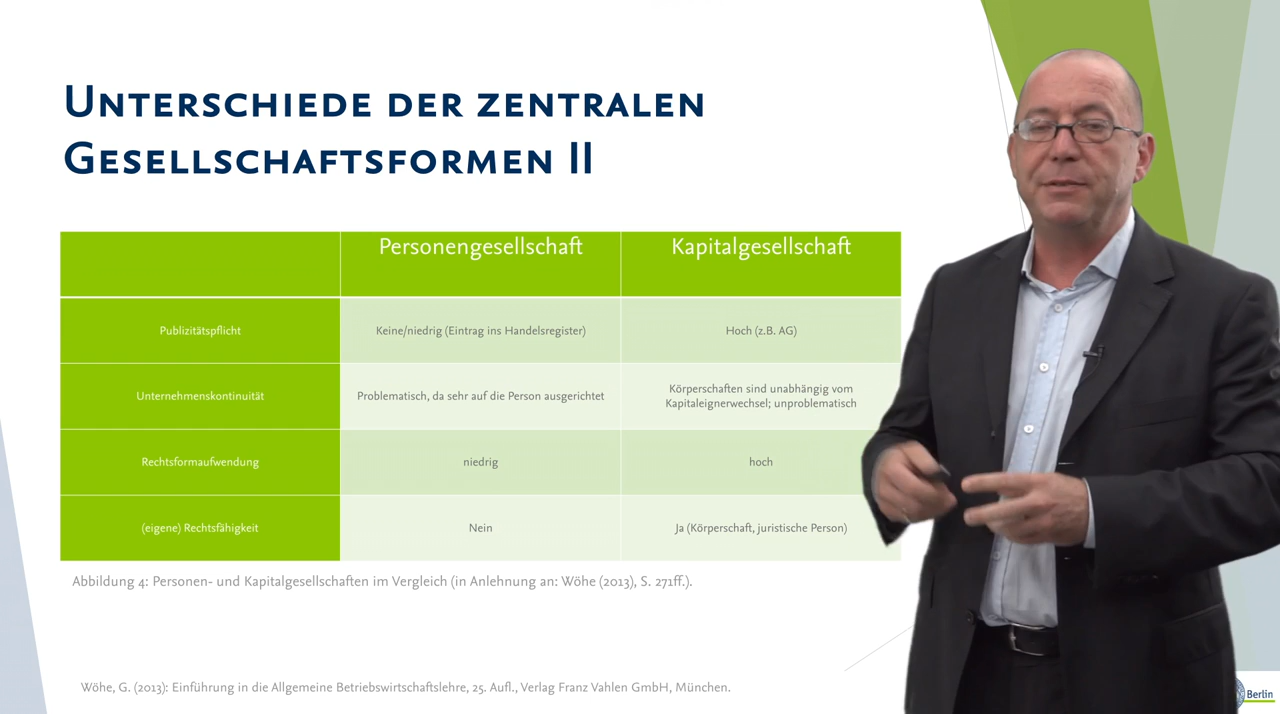 Unterschiede der zentralen
Gesellschaftsformen II
Personengesellschaft Kapitalgesellschaft
Publizitätspflicht Keine/niedrig (Eintrag ins Handelsregister) Hoch (z.B. AG)
Unternehmenskontinuität Problematisch, da sehr auf die Person ausgerichtet Körperschaften sind unabhängig vom
Kapitaleignerwechsel; unproblematisch
Rechtsformaufwendung niedrig hoch
(eigene) Rechtsfähigkeit Nein Ja (Körperschaft, juristische Person)
Abbildung 4: Personen- und Kapitalgesellschaften im Vergleich (in Anlehnung an: Wöhe (2013), S. 271ff.).
Wöhe, G. (2013): Einführung in die Allgemeine Betriebswirtschaftslehre, 25. Aufl., Verlag Franz Vahlen GmbH, München.
Berlin